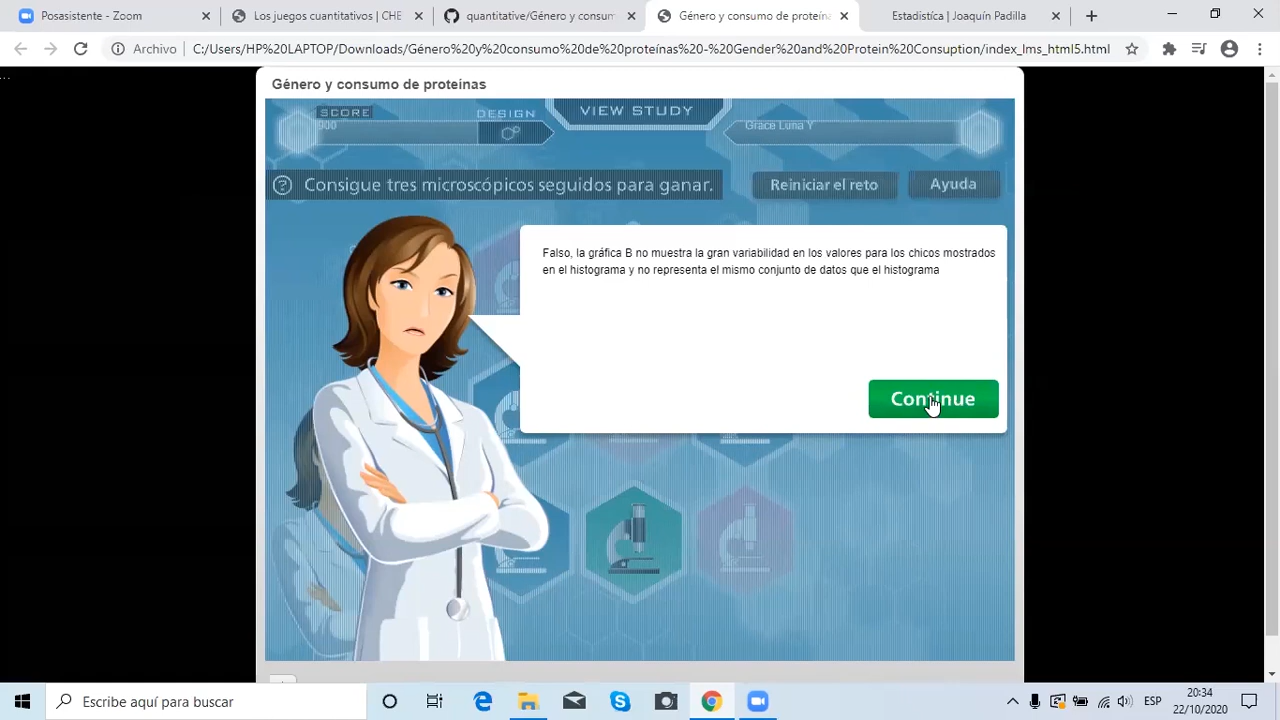 Posasistente - Zoom
Los juegos cuantitativos | CHE
quantitative/Género y consum
Género y consumo de proteína
Estadistíca | Joaquín Padilla
Archivo
C:/Users/HP%20LAPTOP/Downloads/Género%20y%20consumo%20de%20proteínas%20-%20Gender%20and%20Protein%20Consuption/index_lms_html5.html
...
Género y consumo de proteínas
SCORE
900
DESIGN
VIEW STUDY
Grace Luna Y
? Consigue tres microscópicos seguidos para ganar.
Reiniciar el reto
Ayuda
Falso, la gráfica B no muestra la gran variabilidad en los valores para los chicos mostrados
en el histograma y no representa el mismo conjunto de datos que el histograma
Continue
Escribe aquí para buscar
ESP
20:34
22/10/2020